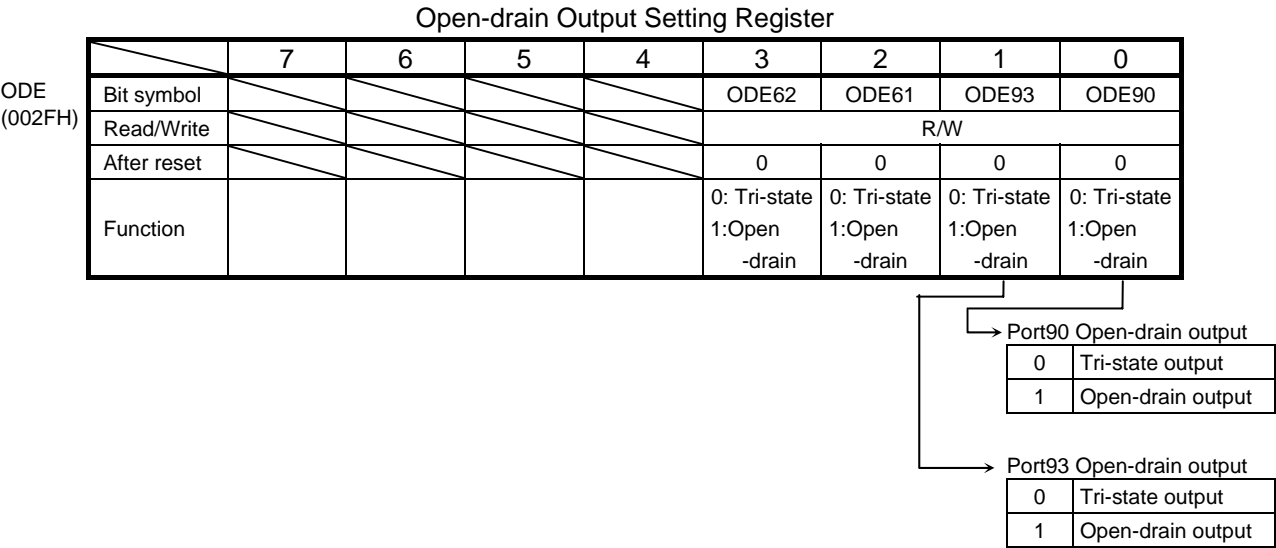 Open-drain Output Setting Register
7 6 5 4 3 2 1 0
ODE
(002FH)
Bit symbol ODE62 ODE61 ODE93 ODE90
Read/Write R/W
After reset 0 0 0 0
Function
0: Tri-state 0: Tri-state 0: Tri-state 0: Tri-state
1:Open 1:Open 1:Open 1:Open
-drain -drain -drain -drain
Port90 Open-drain output
0 Tri-state output
1 Open-drain output
Port93 Open-drain output
0 Tri-state output
1 Open-drain output